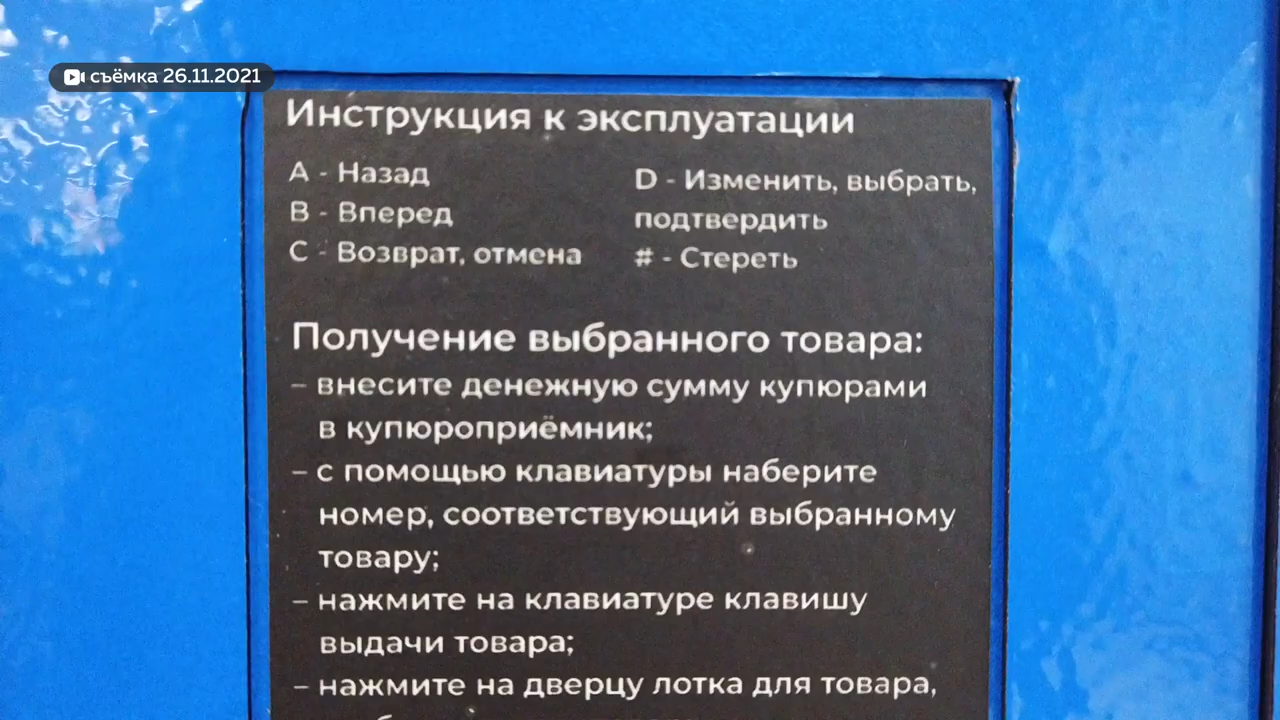 съёмка 26.11.2021
Инструкция к эксплуатации
A - Назад
B - Вперед
C - Возврат, отмена
D - Изменить, выбрать,
подтвердить
# - Стереть
Получение выбранного товара:
– внесите денежную сумму купюрами
в купюроприёмник;
– с помощью клавиатуры наберите
номер, соответствующий выбранному
товару;
– нажмите на клавиатуре клавишу
выдачи товара;
– нажмите на дверцу лотка для товара,